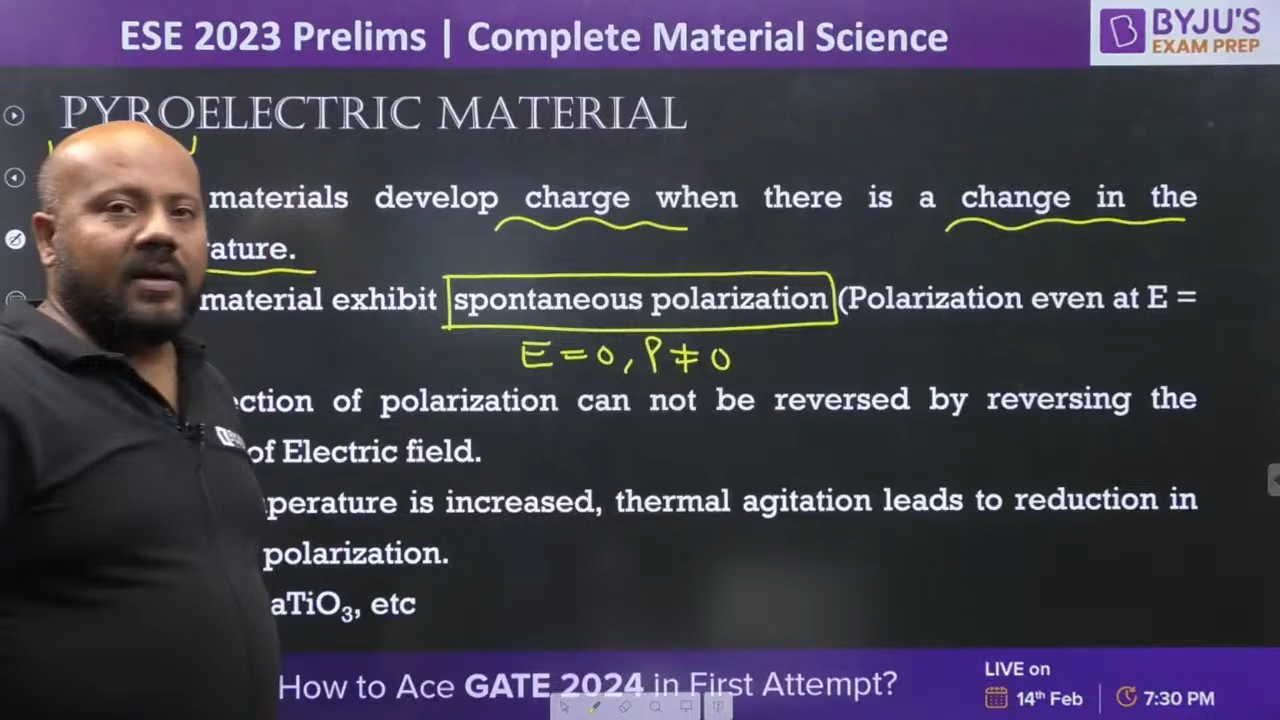 ESE 2023 Prelims | Complete Material Science
BYJU'S
EXAM PREP
PYROELECTRIC MATERIAL
materials develop charge when there is a change in the
rature.
material exhibit spontaneous polarization (Polarization even at E =
E = 0, P ≠ 0
ection of polarization can not be reversed by reversing the
of Electric field.
perature is increased, thermal agitation leads to reduction in
polarization.
aTiO₃, etc
How to Ace GATE 2024 in First Attempt?
LIVE on
14th Feb | 7:30 PM